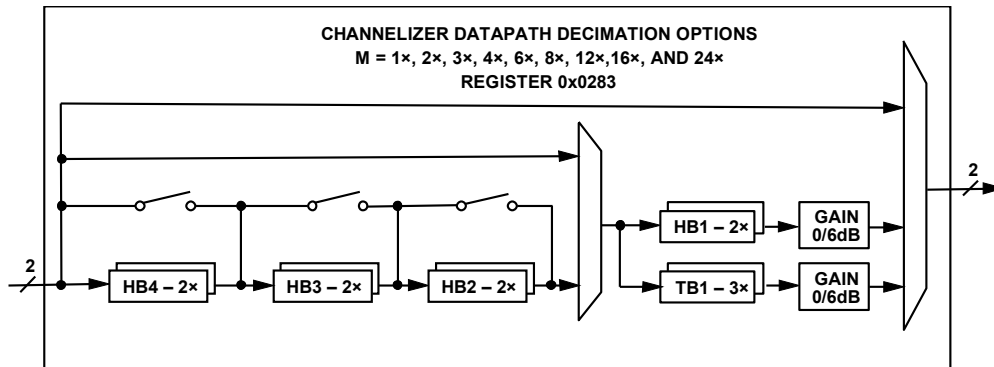 CHANNELIZER DATAPATH DECIMATION OPTIONS
M = 1×, 2×, 3×, 4×, 6×, 8×, 12×,16×, AND 24×
REGISTER 0x0283
2
HB4 – 2×
HB3 – 2×
HB2 – 2×
HB1 – 2×
GAIN
0/6dB
TB1 – 3×
GAIN
0/6dB
2